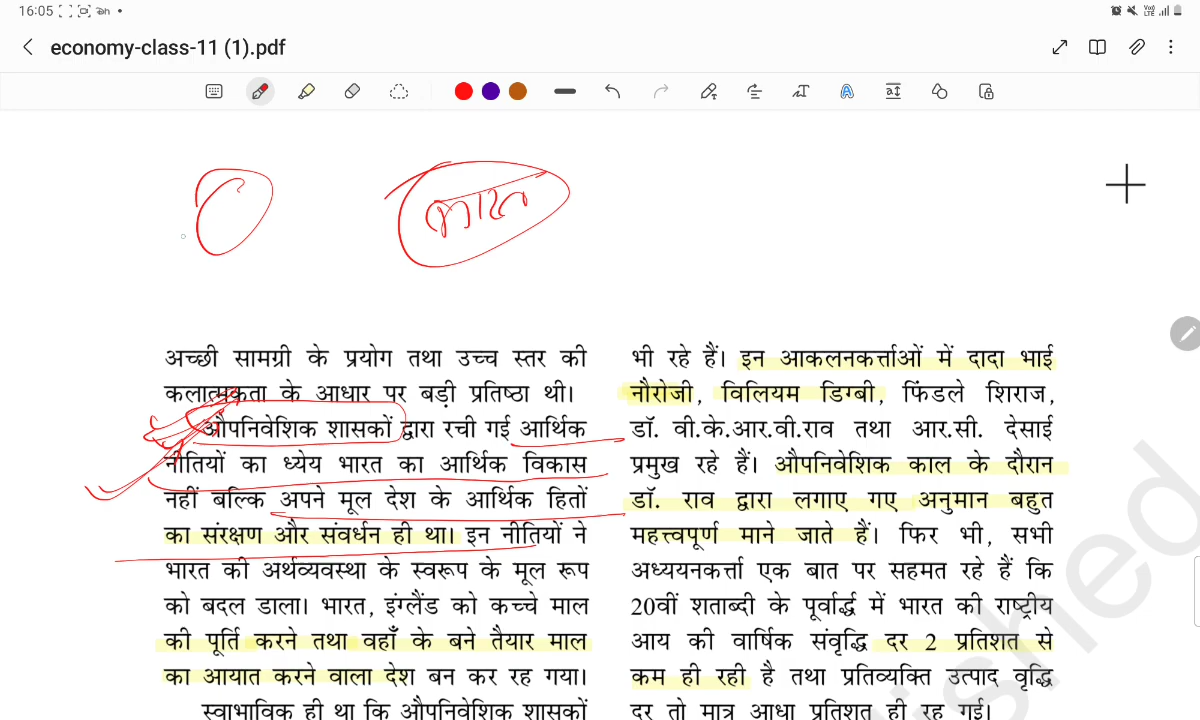 16:05
economy-class-11 (1).pdf
भारत
अच्छी सामग्री के प्रयोग तथा उच्च स्तर की
कलात्मकता के आधार पर बड़ी प्रतिष्ठा थी।
औपनिवेशिक शासकों द्वारा रची गई आर्थिक
नीतियों का ध्येय भारत का आर्थिक विकास
नहीं बल्कि अपने मूल देश के आर्थिक हितों
का संरक्षण और संवर्धन ही था। इन नीतियों ने
भारत की अर्थव्यवस्था के स्वरूप के मूल रूप
को बदल डाला। भारत, इंग्लैंड को कच्चे माल
की पूर्ति करने तथा वहाँ के बने तैयार माल
का आयात करने वाला देश बन कर रह गया।
स्वाभाविक ही था कि औपनिवेशिक शासकों
भी रहे हैं। इन आकलनकर्त्ताओं में दादा भाई
नौरोजी, विलियम डिग्बी, फिंडले शिराज,
डॉ. वी.के.आर.वी.राव तथा आर.सी. देसाई
प्रमुख रहे हैं। औपनिवेशिक काल के दौरान
डॉ. राव द्वारा लगाए गए अनुमान बहुत
महत्त्वपूर्ण माने जाते हैं। फिर भी, सभी
अध्ययनकर्त्ता एक बात पर सहमत रहे हैं कि
20वीं शताब्दी के पूर्वार्द्ध में भारत की राष्ट्रीय
आय की वार्षिक संवृद्धि दर 2 प्रतिशत से
कम ही रही है तथा प्रतिव्यक्ति उत्पाद वृद्धि
दर तो मात्र आधा प्रतिशत ही रह गई।
lished